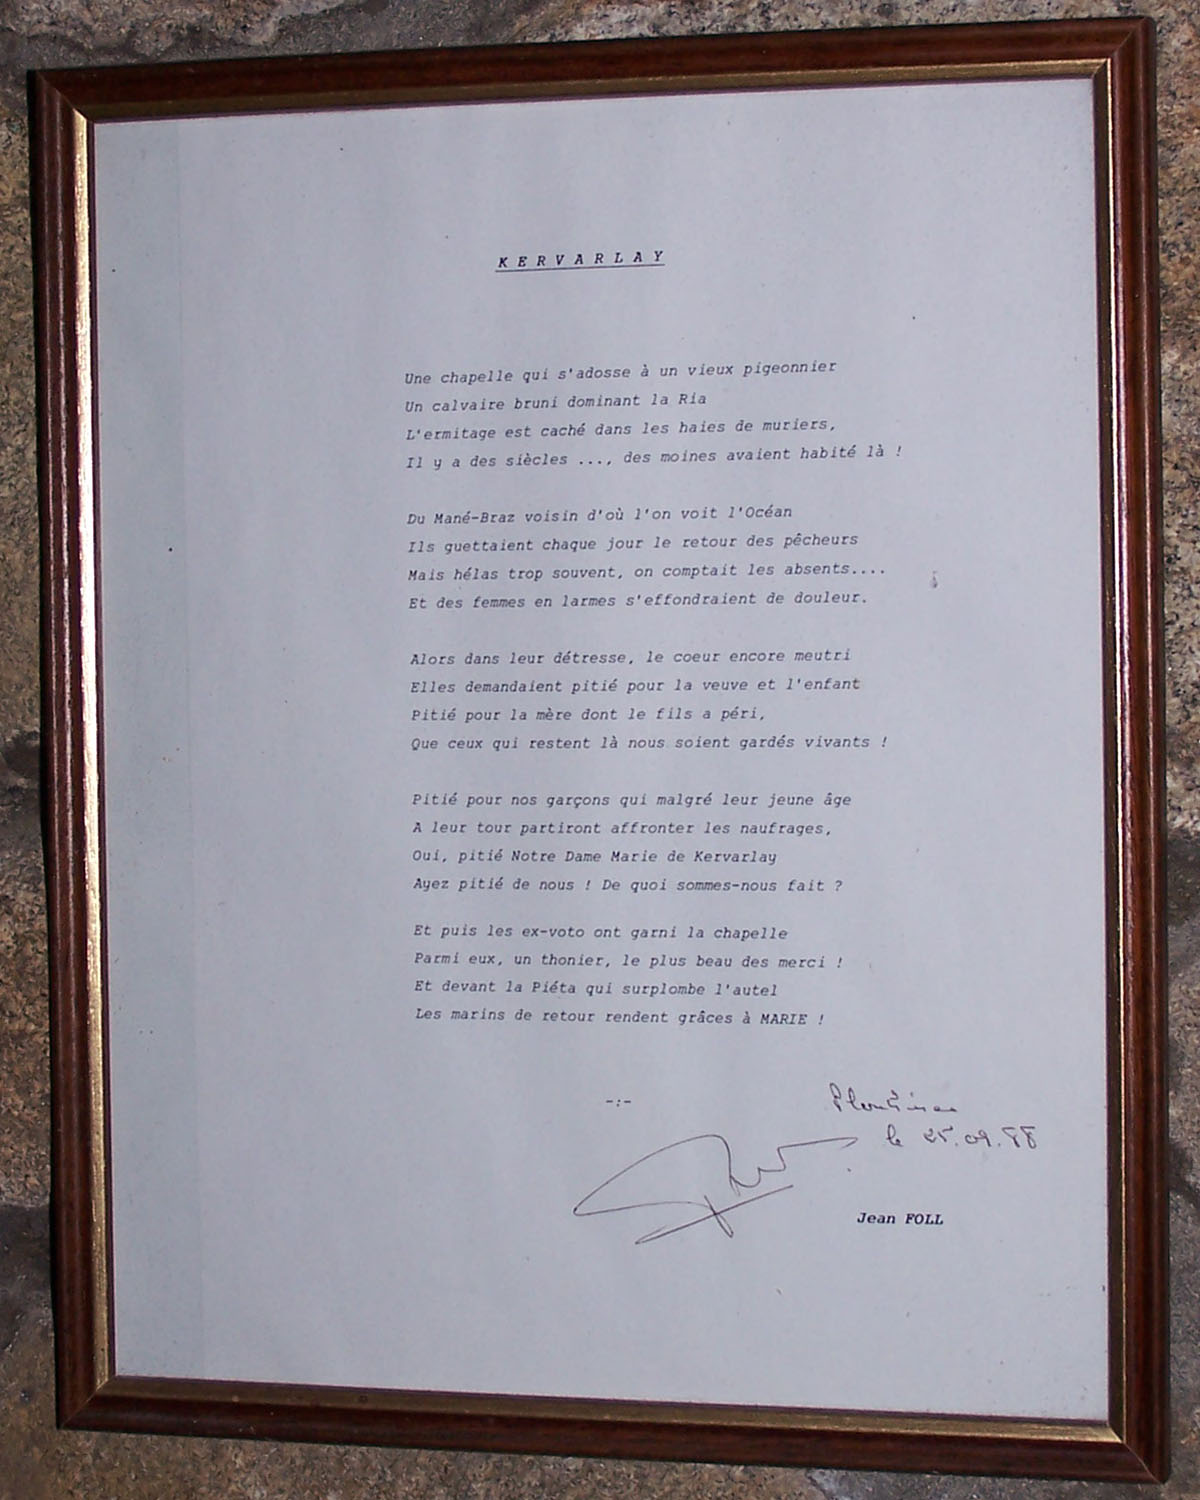 KERVARLAY
Une chapelle qui s'adosse à un vieux pigeonnier
Un calvaire bruni dominant la Ria
L'ermitage est caché dans les haies de muriers,
Il y a des siècles ..., des moines avaient habité là !
Du Mané-Braz voisin d'où l'on voit l'Océan
Ils guettaient chaque jour le retour des pêcheurs
Mais hélas trop souvent, on comptait les absents....
Et des femmes en larmes s'effondraient de douleur.
Alors dans leur détresse, le coeur encore meutri
Elles demandaient pitié pour la veuve et l'enfant
Pitié pour la mère dont le fils a péri,
Que ceux qui restent là nous soient gardés vivants !
Pitié pour nos garçons qui malgré leur jeune âge
A leur tour partiront affronter les naufrages,
Oui, pitié Notre Dame Marie de Kervarlay
Ayez pitié de nous ! De quoi sommes-nous fait ?
Et puis les ex-voto ont garni la chapelle
Parmi eux, un thonier, le plus beau des merci !
Et devant la Piéta qui surplombe l'autel
Les marins de retour rendent grâces à MARIE !
-:-
le 25.09.88
Jean FOLL